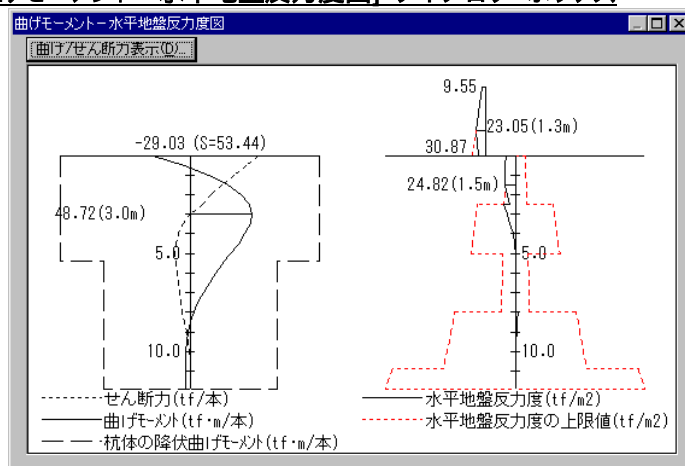 曲げモーメントー水平地盤反力度図
曲げ/せん断力表示(D)...
-29.03 (S=53.44)
48.72(3.0m)
5.0
10.0
せん断力(tf/本)
曲げモーメント(tf・m/本)
杭体の降伏曲げモーメント(tf・m/本)
9.55
23.05(1.3m)
30.87
24.82(1.5m)
5.0
10.0
水平地盤反力度(tf/m2)
水平地盤反力度の上限値(tf/m2)